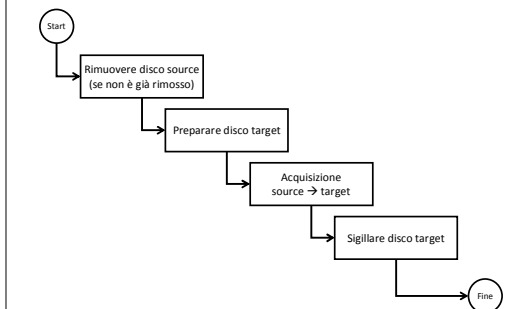 Start
Rimuovere disco source
(se non è già rimosso)
Preparare disco target
Acquisizione
source → target
Sigillare disco target
Fine